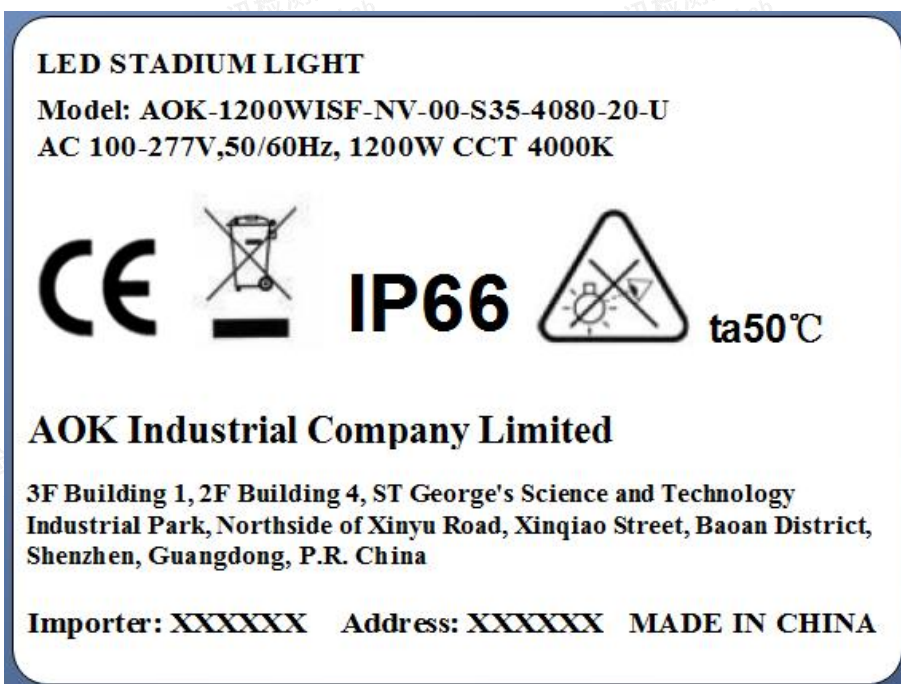 LED STADIUM LIGHT
Model: AOK-1200WISF-NV-00-S35-4080-20-U
AC 100-277V,50/60Hz, 1200W CCT 4000K
CE
IP66
ta50℃
AOK Industrial Company Limited
3F Building 1, 2F Building 4, ST George's Science and Technology
Industrial Park, Northside of Xinyu Road, Xinqiao Street, Baoan District,
Shenzhen, Guangdong, P.R. China
Importer: XXXXXX Address: XXXXXX MADE IN CHINA